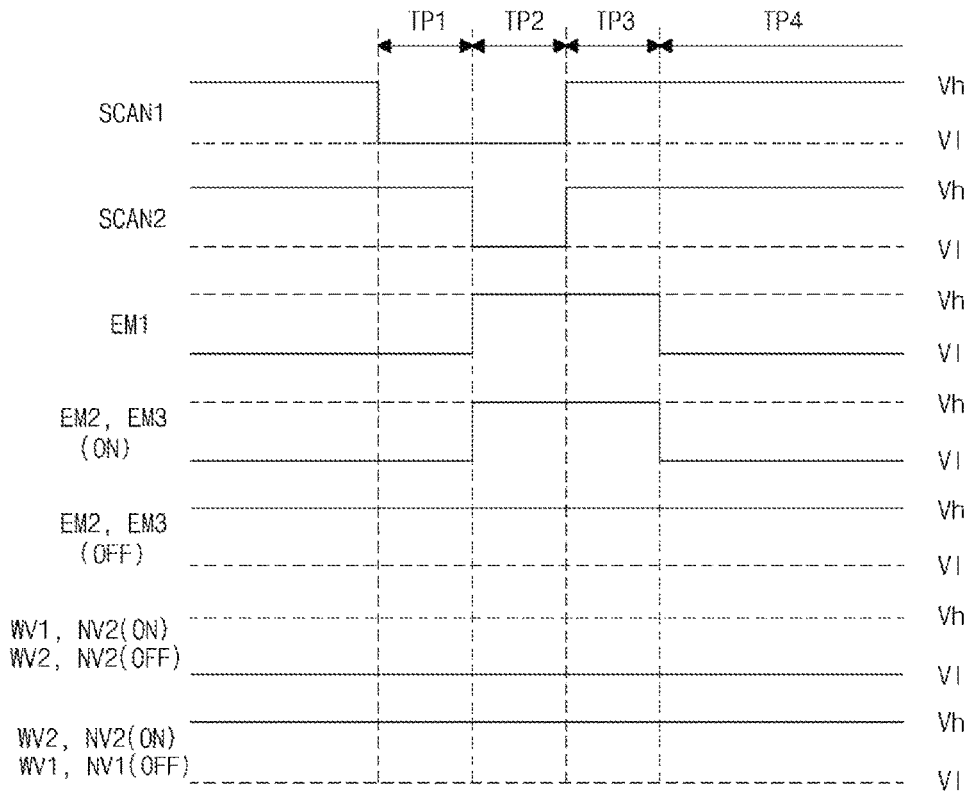 TP1 TP2 TP3 TP4
SCAN1 Vh
Vl
SCAN2 Vh
Vl
EM1 Vh
Vl
EM2, EM3 Vh
(ON) Vl
EM2, EM3 Vh
(OFF) Vl
WV1, NV2(ON) Vh
WV2, NV2(OFF) Vl
WV2, NV2(ON) Vh
WV1, NV1(OFF) Vl